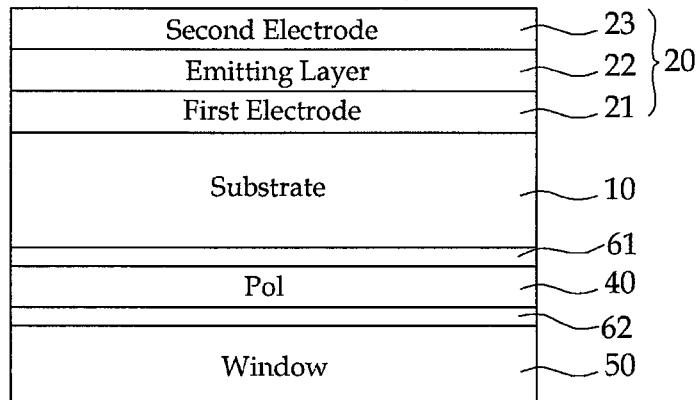 Second Electrode 23
Emitting Layer 22 20
First Electrode 21
Substrate 10
61
Pol 40
62
Window 50